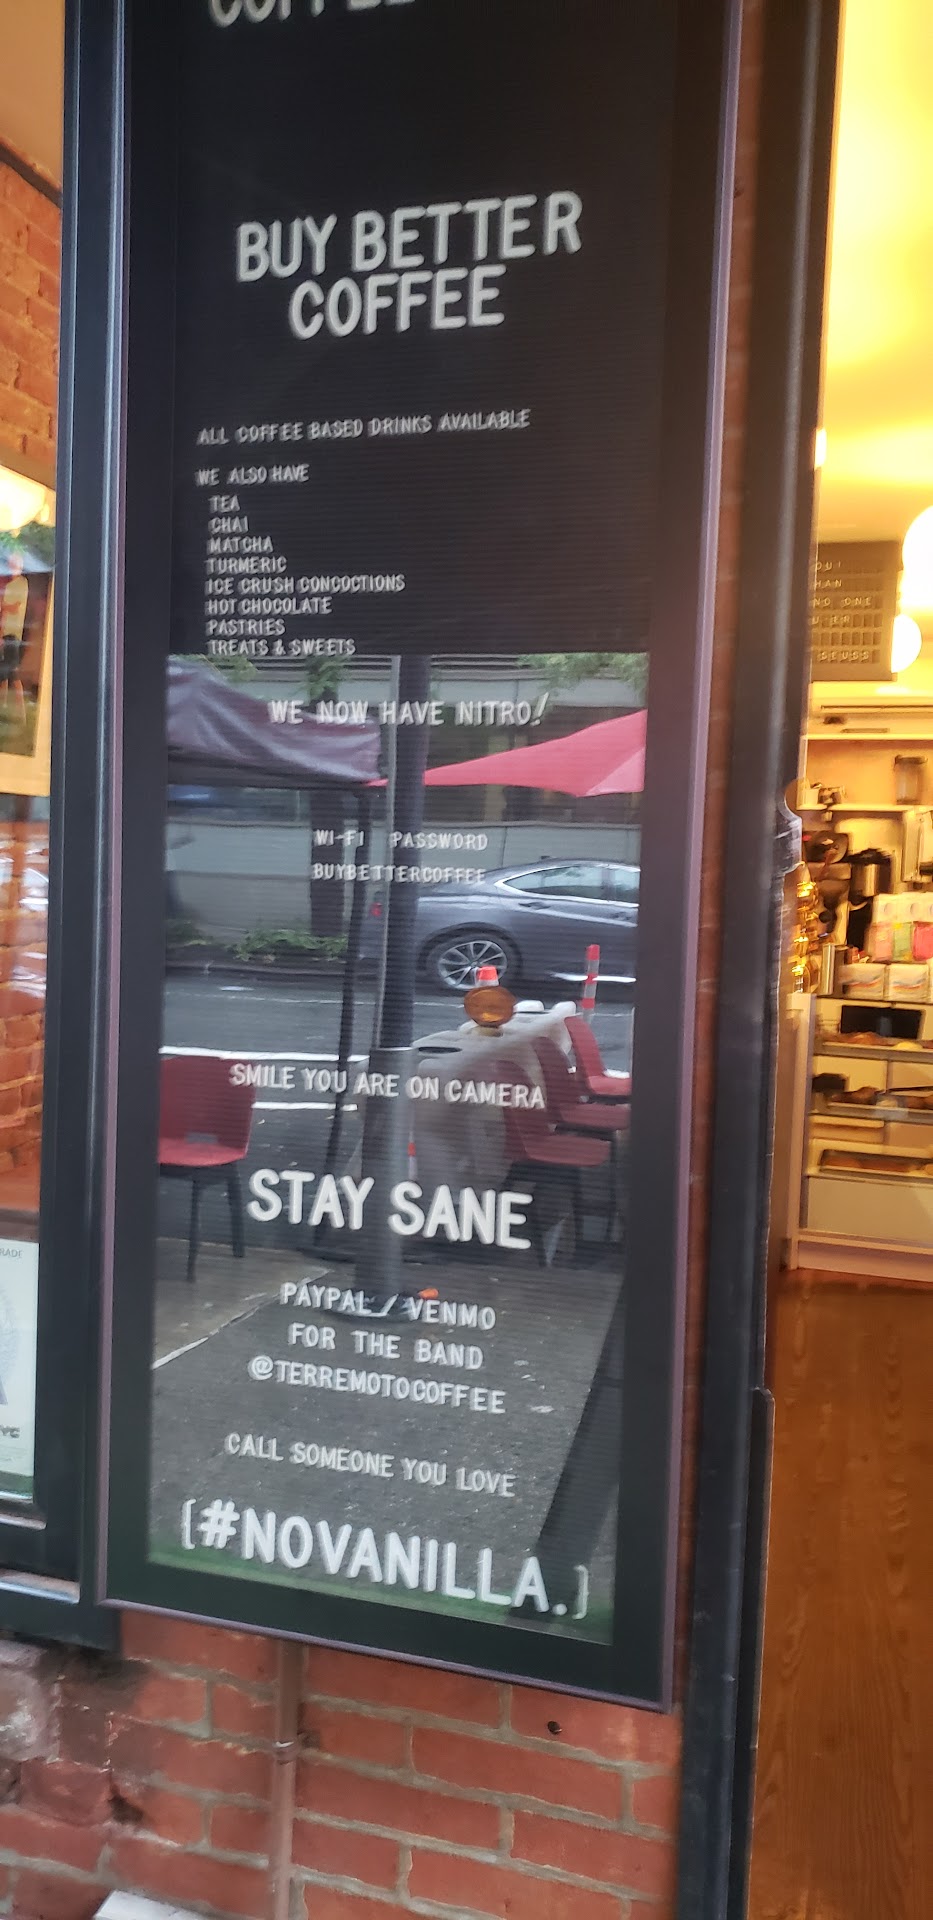 COFFEE
BUY BETTER
COFFEE
ALL COFFEE BASED DRINKS AVAILABLE
WE ALSO HAVE
TEA
CHAI
MATCHA
TURMERIC
ICE CRUSH CONCOCTIONS
HOT CHOCOLATE
PASTRIES
TREATS & SWEETS
WE NOW HAVE NITRO!
WI-FI PASSWORD
BUYBETTERCOFFEE
SMILE YOU ARE ON CAMERA
STAY SANE
PAYPAL / VENMO
FOR THE BAND
@TERREMOTOCOFFEE
CALL SOMEONE YOU LOVE
[#NOVANILLA.]